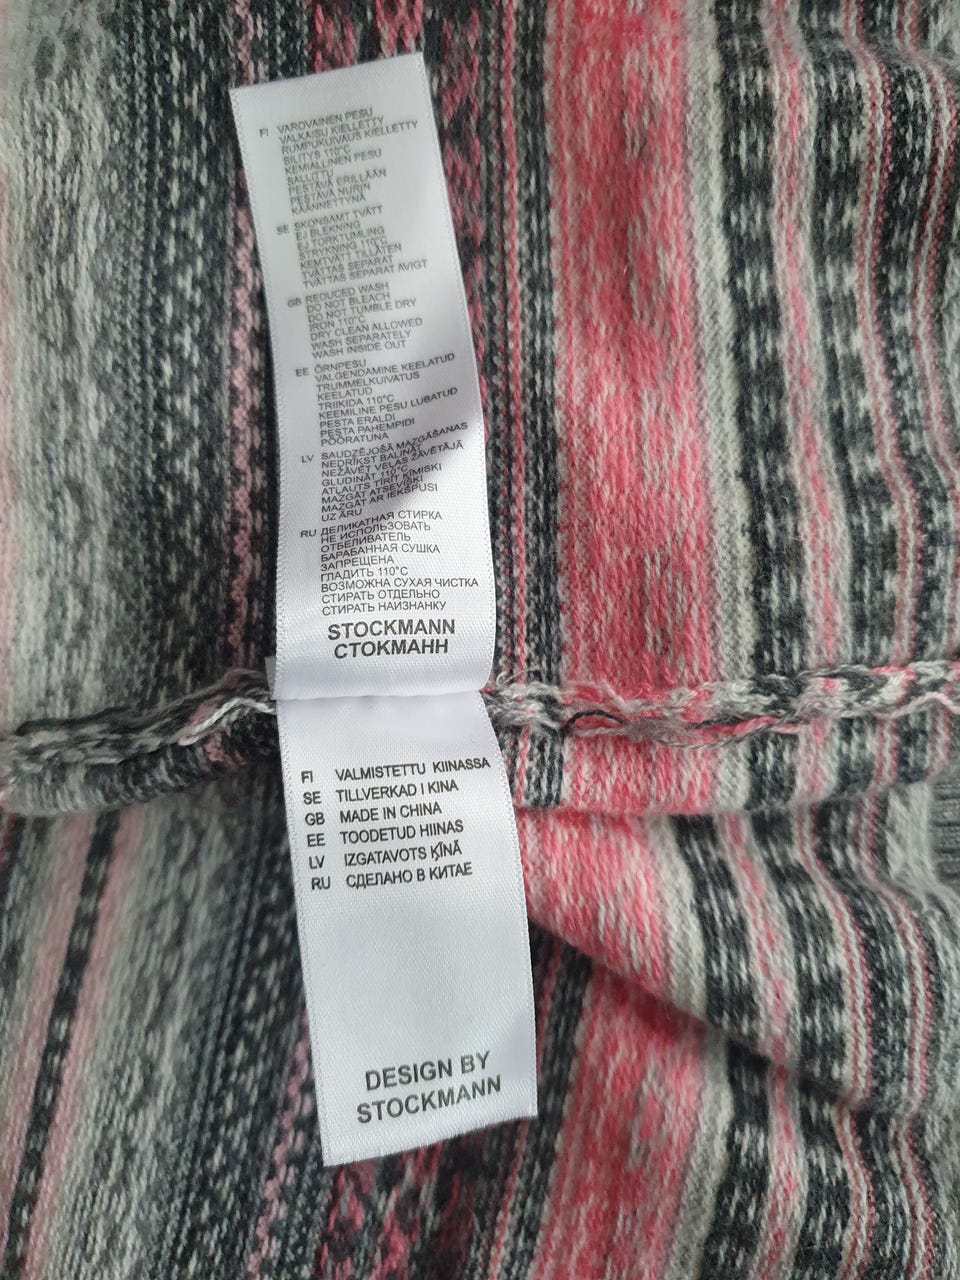 FI VAROVAINEN PESU
VALKAISU KIELLETTY
RUMPUKUIVAUS KIELLETTY
SILITYS 110°C
KEMIALLINEN PESU
SALLITTU
PESTÄVÄ ERILLÄÄN
PESTÄVÄ NURIN
KÄÄNNETTYNÄ
SE SKONSAMT TVÄTT
EJ BLEKNING
EJ TORKTUMLING
STRYKNING 110°C
KEMTVÄTT TILLÅTEN
TVÄTTAS SEPARAT
TVÄTTAS SEPARAT AVIGT
GB REDUCED WASH
DO NOT BLEACH
DO NOT TUMBLE DRY
IRON 110°C
DRY CLEAN ALLOWED
WASH SEPARATELY
WASH INSIDE OUT
EE ÕRNPESU
VALGENDAMINE KEELATUD
TRUMMELKUIVATUS
KEELATUD
TRIIKIDA 110°C
KEEMILINE PESU LUBATUD
PESTA ERALDI
PESTA PAHEMPIDI
PÖÖRATUNA
LV SAUDZĒJOŠĀ MAZGĀŠANAS
NEDRĪKST BALINĀT
NEŽĀVĒT VEĻAS ŽĀVĒTĀJĀ
GLUDINĀT 110°C
ATĻAUTS TĪRĪT ĶĪMISKI
MAZGĀT ATSEVIŠĶI
MAZGĀT AR IEKŠPUSI
UZ ĀRU
RU ДЕЛИКАТНАЯ СТИРКА
НЕ ИСПОЛЬЗОВАТЬ
ОТБЕЛИВАТЕЛЬ
БАРАБАННАЯ СУШКА
ЗАПРЕЩЕНА
ГЛАДИТЬ 110°C
ВОЗМОЖНА СУХАЯ ЧИСТКА
СТИРАТЬ ОТДЕЛЬНО
СТИРАТЬ НАИЗНАНКУ
STOCKMANN
СТОКМАНН
FI VALMISTETTU KIINASSA
SE TILLVERKAD I KINA
GB MADE IN CHINA
EE TOODETUD HIINAS
LV IZGATAVOTS ĶĪNĀ
RU СДЕЛАНО В КИТАЕ
DESIGN BY
STOCKMANN